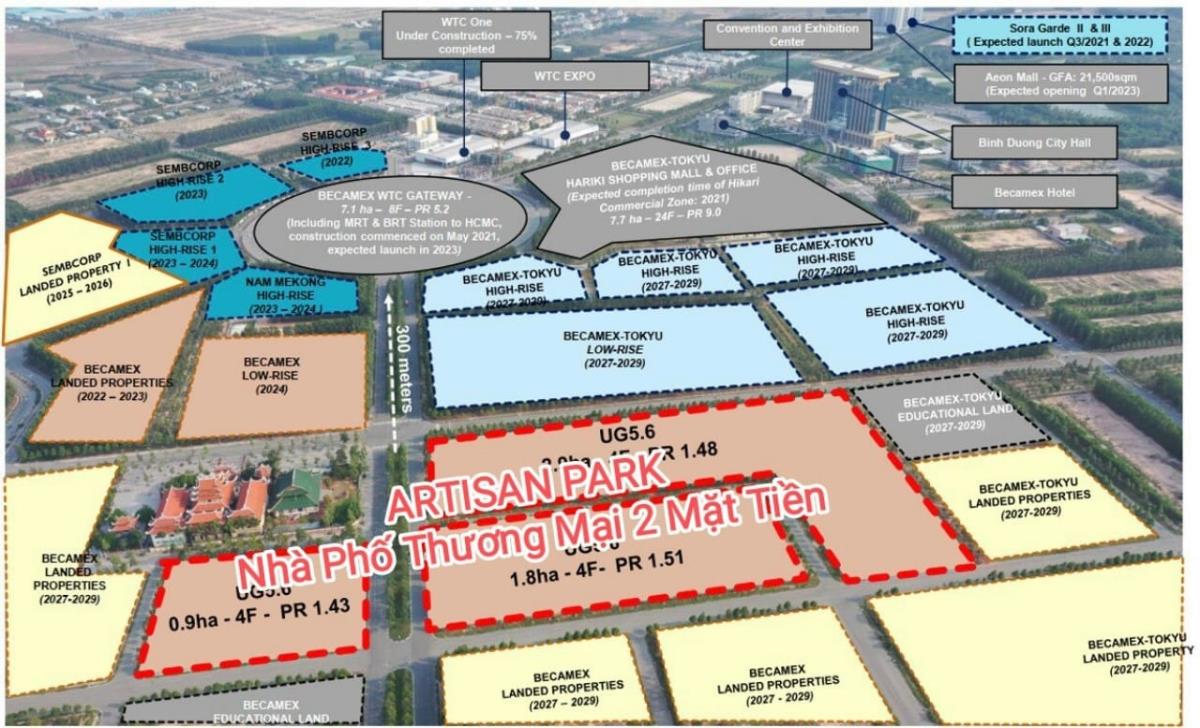 WTC One
Under Construction – 75%
completed
WTC EXPO
Convention and Exhibition
Center
Sora Garde II & III
( Expected launch Q3/2021 & 2022)
Aeon Mall - GFA: 21,500sqm
(Expected opening Q1/2023)
Binh Duong City Hall
Becamex Hotel
SEMBCORP
HIGH-RISE 3
(2022)
SEMBCORP
HIGH-RISE 2
(2023)
BECAMEX WTC GATEWAY -
7.1 ha – 8F – PR 5.2
(Including MRT & BRT Station to HCMC,
construction commenced on May 2021,
expected launch in 2023)
BECAMEX-TOKYU
HARIKI SHOPPING MALL & OFFICE
(Expected completion time of Hikari
Commercial Zone: 2021)
7.7 ha – 24F – PR 9.0
SEMBCORP
LANDED PROPERTY I
(2025 – 2026)
SEMBCORP
HIGH-RISE 1
(2023 – 2024)
NAM MEKONG
HIGH-RISE
(2023 – 2024)
BECAMEX-TOKYU
HIGH-RISE
(2027-2029)
BECAMEX-TOKYU
HIGH-RISE
(2027-2029)
BECAMEX-TOKYU
HIGH-RISE
(2027-2029)
BECAMEX
LANDED PROPERTIES
(2022 – 2023)
BECAMEX
LOW-RISE
(2024)
300 meters
BECAMEX-TOKYU
LOW-RISE
(2027-2029)
BECAMEX-TOKYU
HIGH-RISE
(2027-2029)
BECAMEX-TOKYU
EDUCATIONAL LAND
(2027-2029)
UG5.6
4F PR 1.48
ARTISAN PARK
Nhà Phố Thương Mại 2 Mặt Tiền
1.8ha - 4F- PR 1.51
UG5.6
0.9ha - 4F - PR 1.43
BECAMEX-TOKYU
LANDED PROPERTIES
(2027-2029)
BECAMEX
LANDED
PROPERTIES
(2027-2029)
BECAMEX
LANDED PROPERTIES
(2027 – 2029)
BECAMEX
LANDED PROPERTIES
(2027 - 2029)
BECAMEX-TOKYU
LANDED PROPERTY
(2027-2029)
BECAMEX
EDUCATIONAL LAND